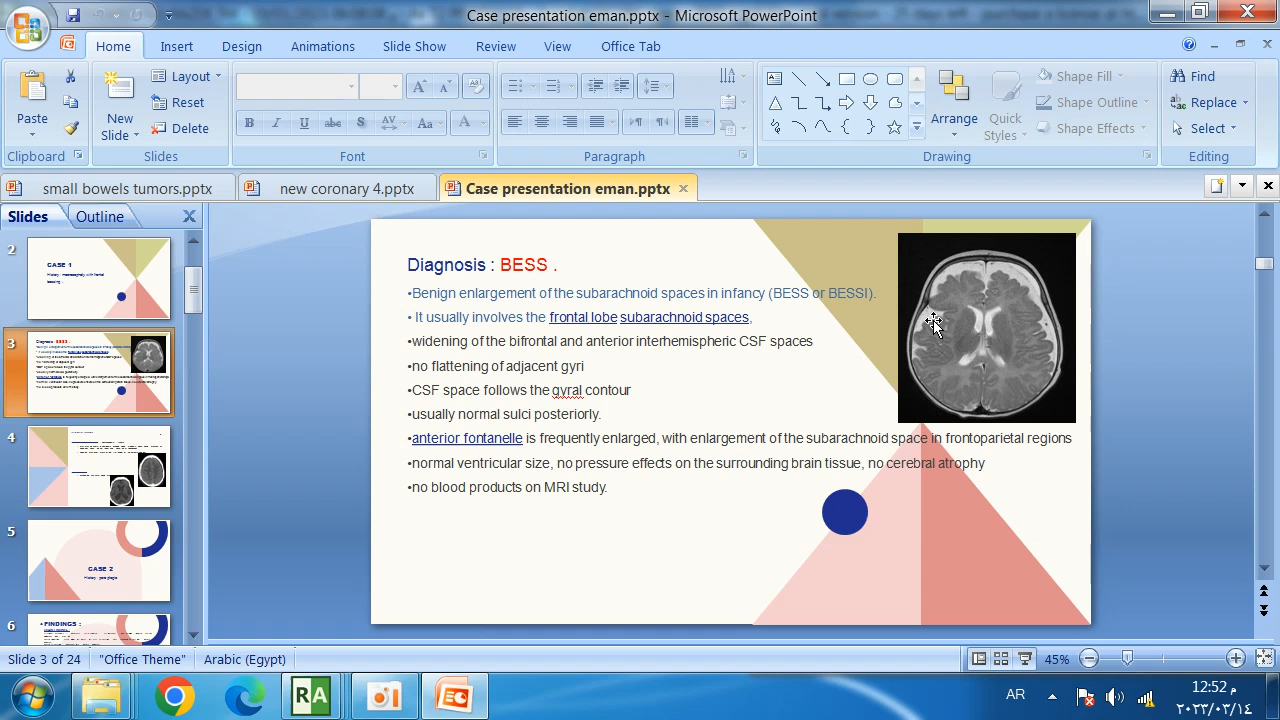 Case presentation eman.pptx - Microsoft PowerPoint
Home Insert Design Animations Slide Show Review View Office Tab
Paste
New Slide
Layout
Reset
Delete
Shape Fill
Shape Outline
Shape Effects
Arrange
Quick Styles
Find
Replace
Select
Clipboard Slides Font Paragraph Drawing Editing
small bowels tumors.pptx new coronary 4.pptx Case presentation eman.pptx
Slides Outline
2
CASE 1
3
4
5
CASE 2
6
• FINDINGS :
Diagnosis : BESS .
•Benign enlargement of the subarachnoid spaces in infancy (BESS or BESSI).
• It usually involves the frontal lobe subarachnoid spaces,
•widening of the bifrontal and anterior interhemispheric CSF spaces
•no flattening of adjacent gyri
•CSF space follows the gyral contour
•usually normal sulci posteriorly.
•anterior fontanelle is frequently enlarged, with enlargement of the subarachnoid space in frontoparietal regions
•normal ventricular size, no pressure effects on the surrounding brain tissue, no cerebral atrophy
•no blood products on MRI study.
Slide 3 of 24 "Office Theme" Arabic (Egypt) 45%
RA
AR
12:52 م
٢٠٢٣/٠٣/١٤